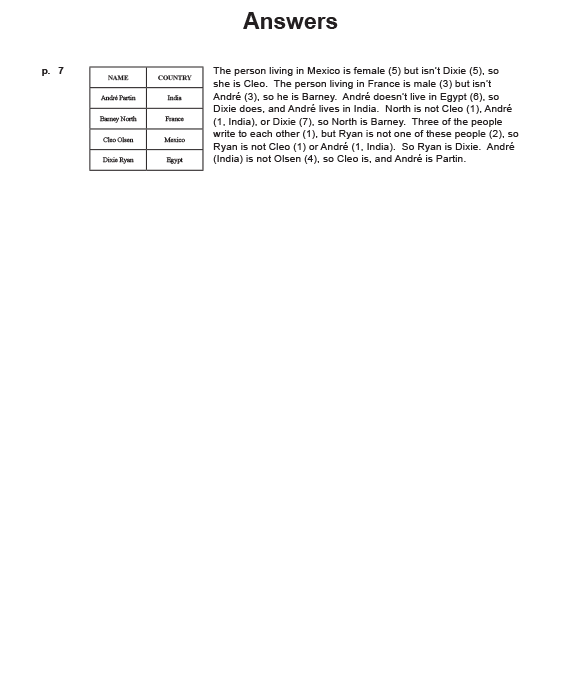 Answers
p. 7
NAME COUNTRY
André Partin India
Barney North France
Cleo Olsen Mexico
Dixie Ryan Egypt
The person living in Mexico is female (5) but isn't Dixie (5), so
she is Cleo. The person living in France is male (3) but isn't
André (3), so he is Barney. André doesn't live in Egypt (6), so
Dixie does, and André lives in India. North is not Cleo (1), André
(1, India), or Dixie (7), so North is Barney. Three of the people
write to each other (1), but Ryan is not one of these people (2), so
Ryan is not Cleo (1) or André (1, India). So Ryan is Dixie. André
(India) is not Olsen (4), so Cleo is, and André is Partin.